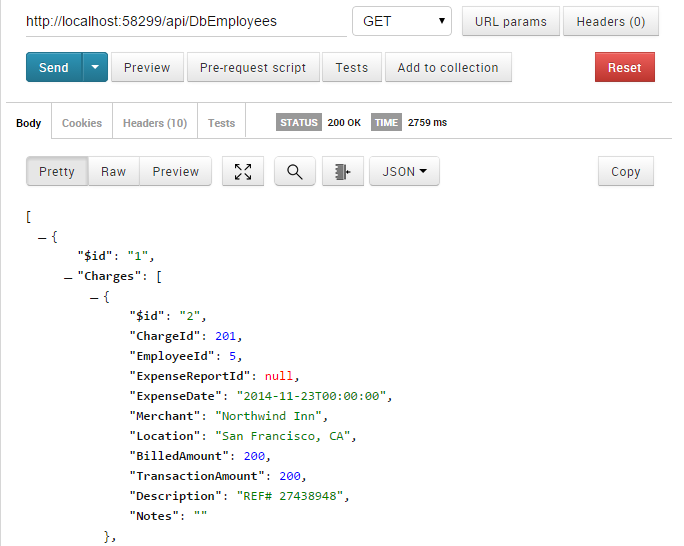 http://localhost:58299/api/DbEmployees GET URL params Headers (0)
Send Preview Pre-request script Tests Add to collection Reset
Body Cookies Headers (10) Tests STATUS 200 OK TIME 2759 ms
Pretty Raw Preview JSON Copy
[
{
"$id": "1",
"Charges": [
{
"$id": "2",
"ChargeId": 201,
"EmployeeId": 5,
"ExpenseReportId": null,
"ExpenseDate": "2014-11-23T00:00:00",
"Merchant": "Northwind Inn",
"Location": "San Francisco, CA",
"BilledAmount": 200,
"TransactionAmount": 200,
"Description": "REF# 27438948",
"Notes": ""
},